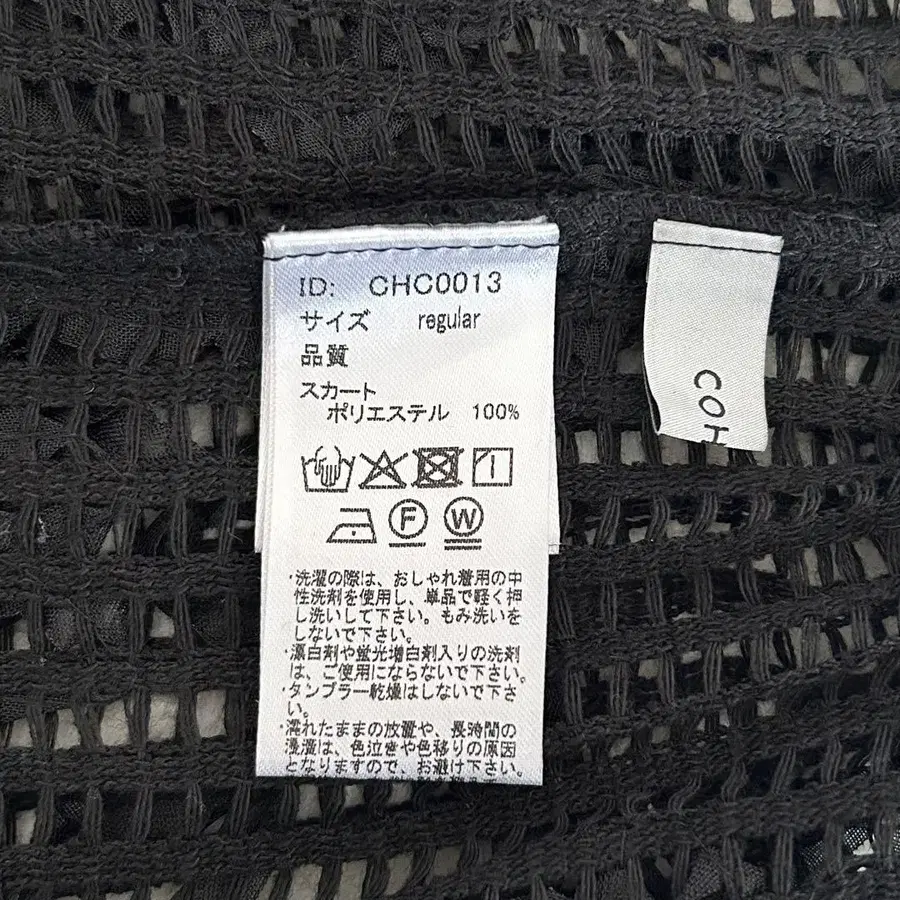 ID: CHC0013
サイズ regular
品質
スカート
ポリエステル 100%
F W
・洗濯の際は、おしゃれ着用の中
性洗剤を使用し、単品で軽く押
し洗いして下さい。もみ洗いを
しないで下さい。
・漂白剤や蛍光増白剤入りの洗剤
は、ご使用にならないで下さい。
・タンブラー乾燥はしないで下さ
い。
・濡れたままの放置や、長時間の
浸漬は、色泣きや色移りの原因
となりますので、お避け下さい。
COH